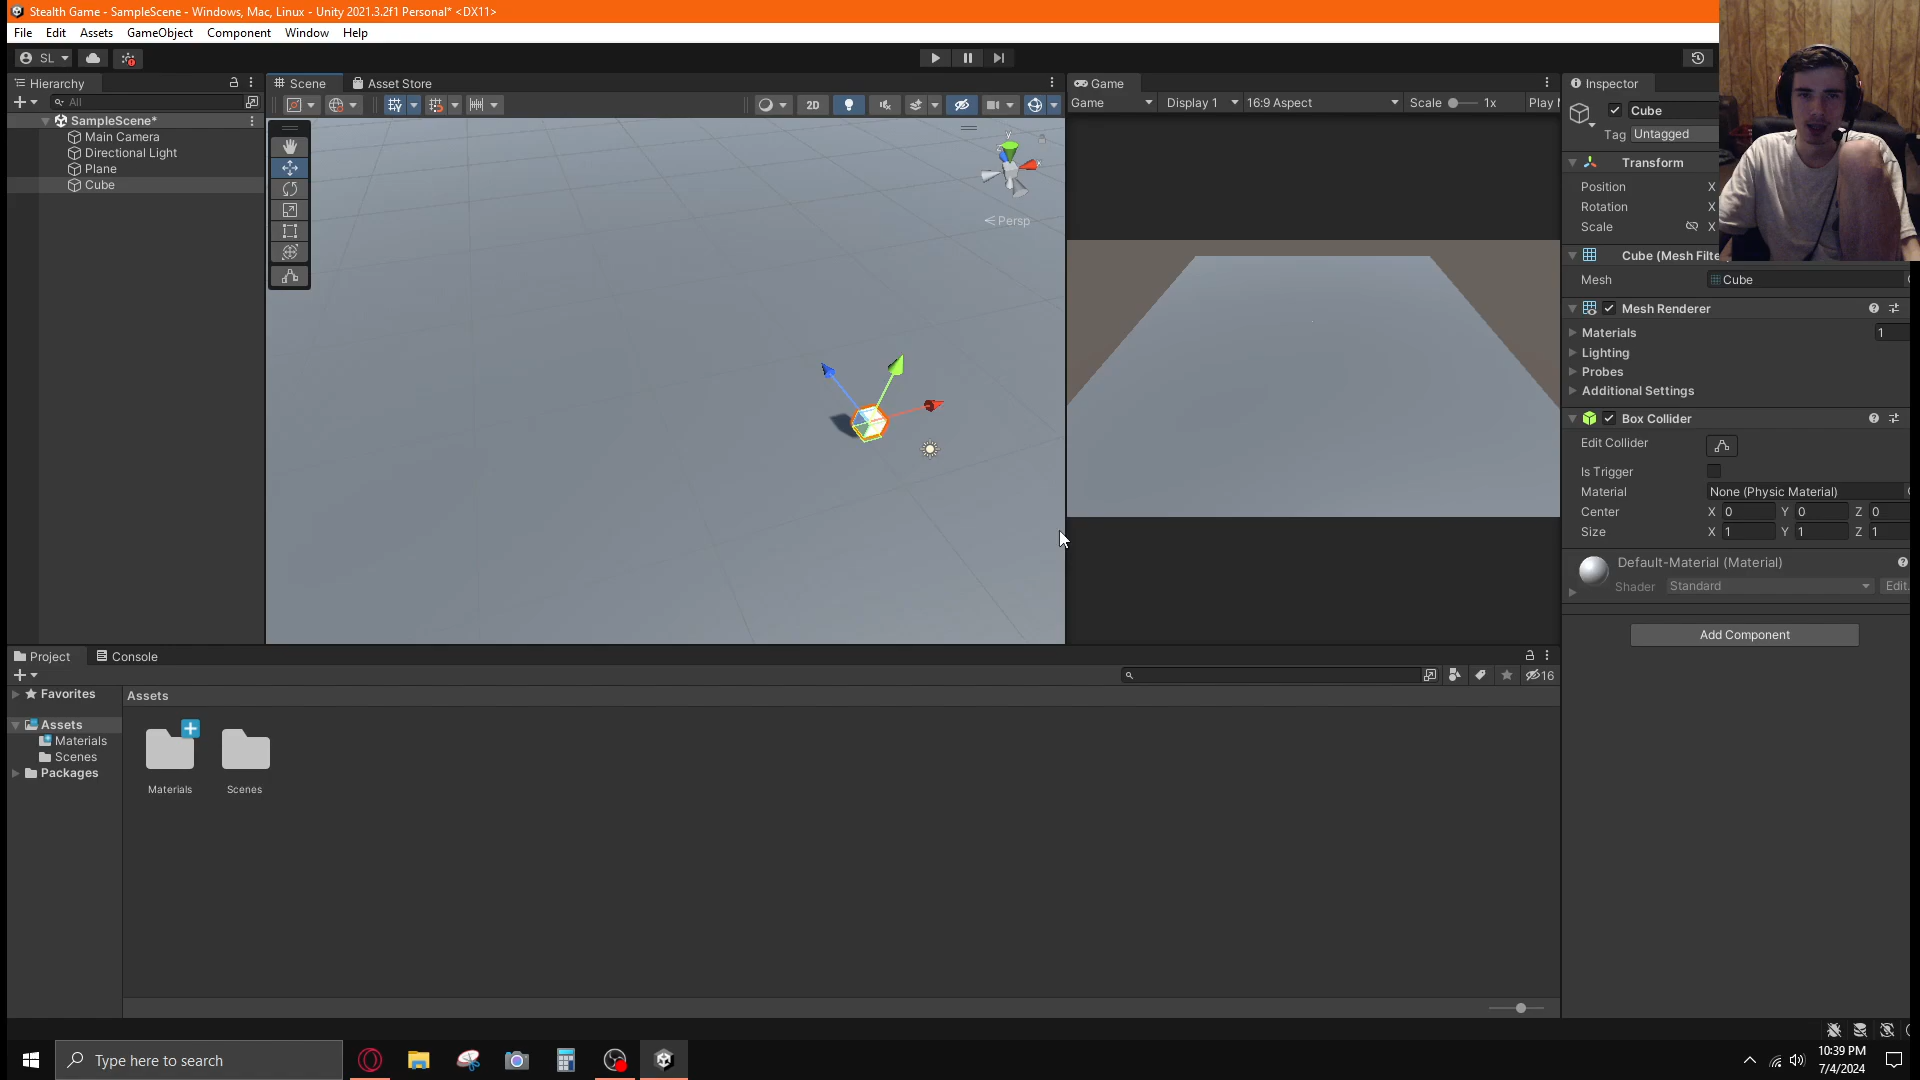 Stealth Game - SampleScene - Windows, Mac, Linux - Unity 2021.3.2f1 Personal* <DX11>
File Edit Assets GameObject Component Window Help
SL
Hierarchy
All
SampleScene*
Main Camera
Directional Light
Plane
Cube
Scene Asset Store
2D
y
x
Persp
Game
Game Display 1 16:9 Aspect Scale 1x Play
Inspector
Cube
Tag Untagged
Transform
Position X
Rotation X
Scale X
Cube (Mesh Filte
Mesh Cube
Mesh Renderer
Materials 1
Lighting
Probes
Additional Settings
Box Collider
Edit Collider
Is Trigger
Material None (Physic Material)
Center X 0 Y 0 Z 0
Size X 1 Y 1 Z 1
Default-Material (Material)
Shader Standard Edit.
Add Component
Project Console
16
Favorites
Assets
Materials
Scenes
Packages
Assets
Materials
Scenes
Type here to search
10:39 PM
7/4/2024